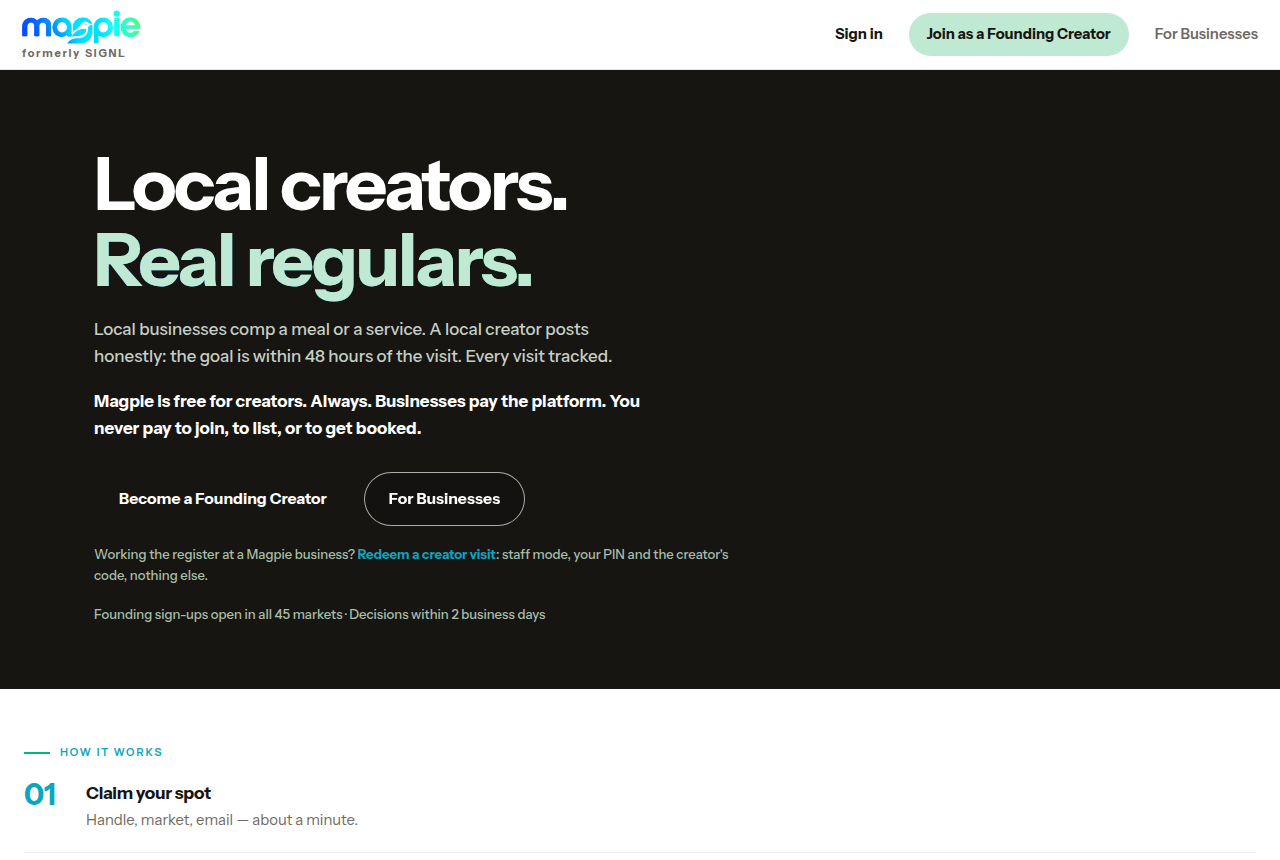 magpie
formerly SIGNL
Sign in
Join as a Founding Creator
For Businesses
Local creators.
Real regulars.
Local businesses comp a meal or a service. A local creator posts
honestly: the goal is within 48 hours of the visit. Every visit tracked.
Magpie is free for creators. Always. Businesses pay the platform. You
never pay to join, to list, or to get booked.
Become a Founding Creator
For Businesses
Working the register at a Magpie business? Redeem a creator visit: staff mode, your PIN and the creator's
code, nothing else.
Founding sign-ups open in all 45 markets · Decisions within 2 business days
HOW IT WORKS
01
Claim your spot
Handle, market, email — about a minute.